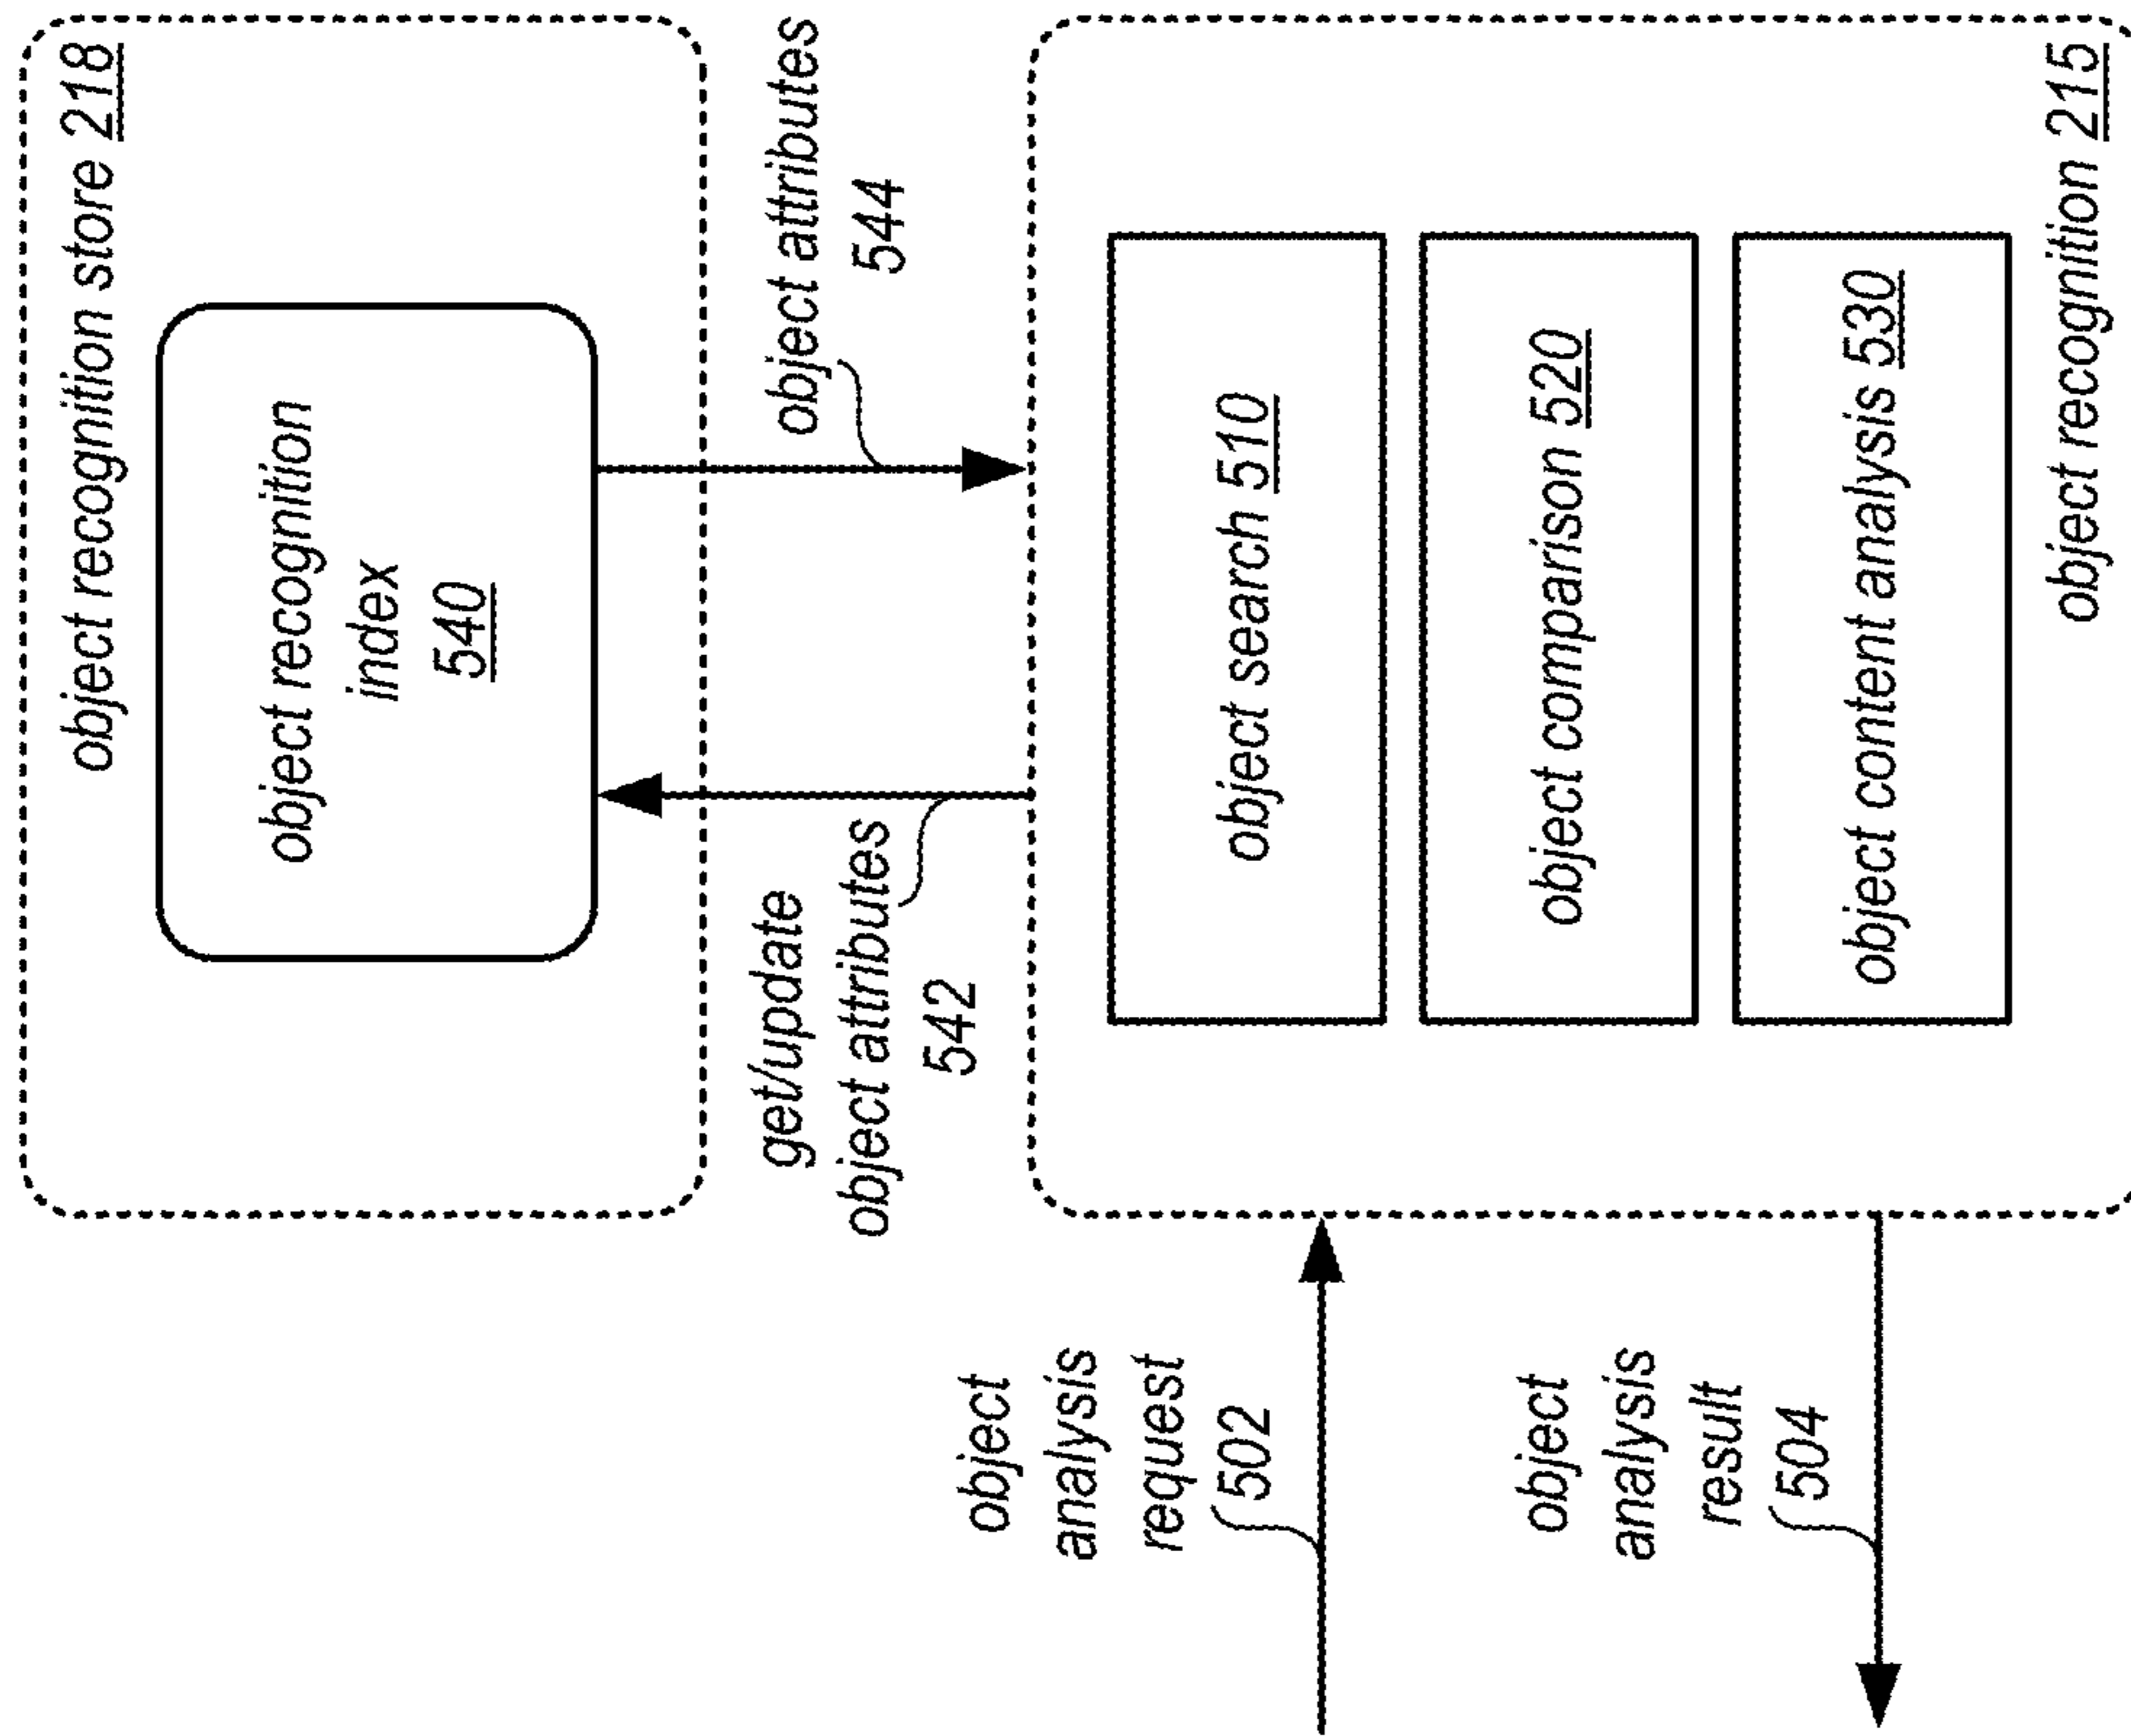 object recognition store 218
object recognition
index
540
get/update
object attributes
542
object attributes
544
object analysis
request
502
object
analysis
result
504
object search 510
object comparison 520
object content analysis 530
object recognition 215